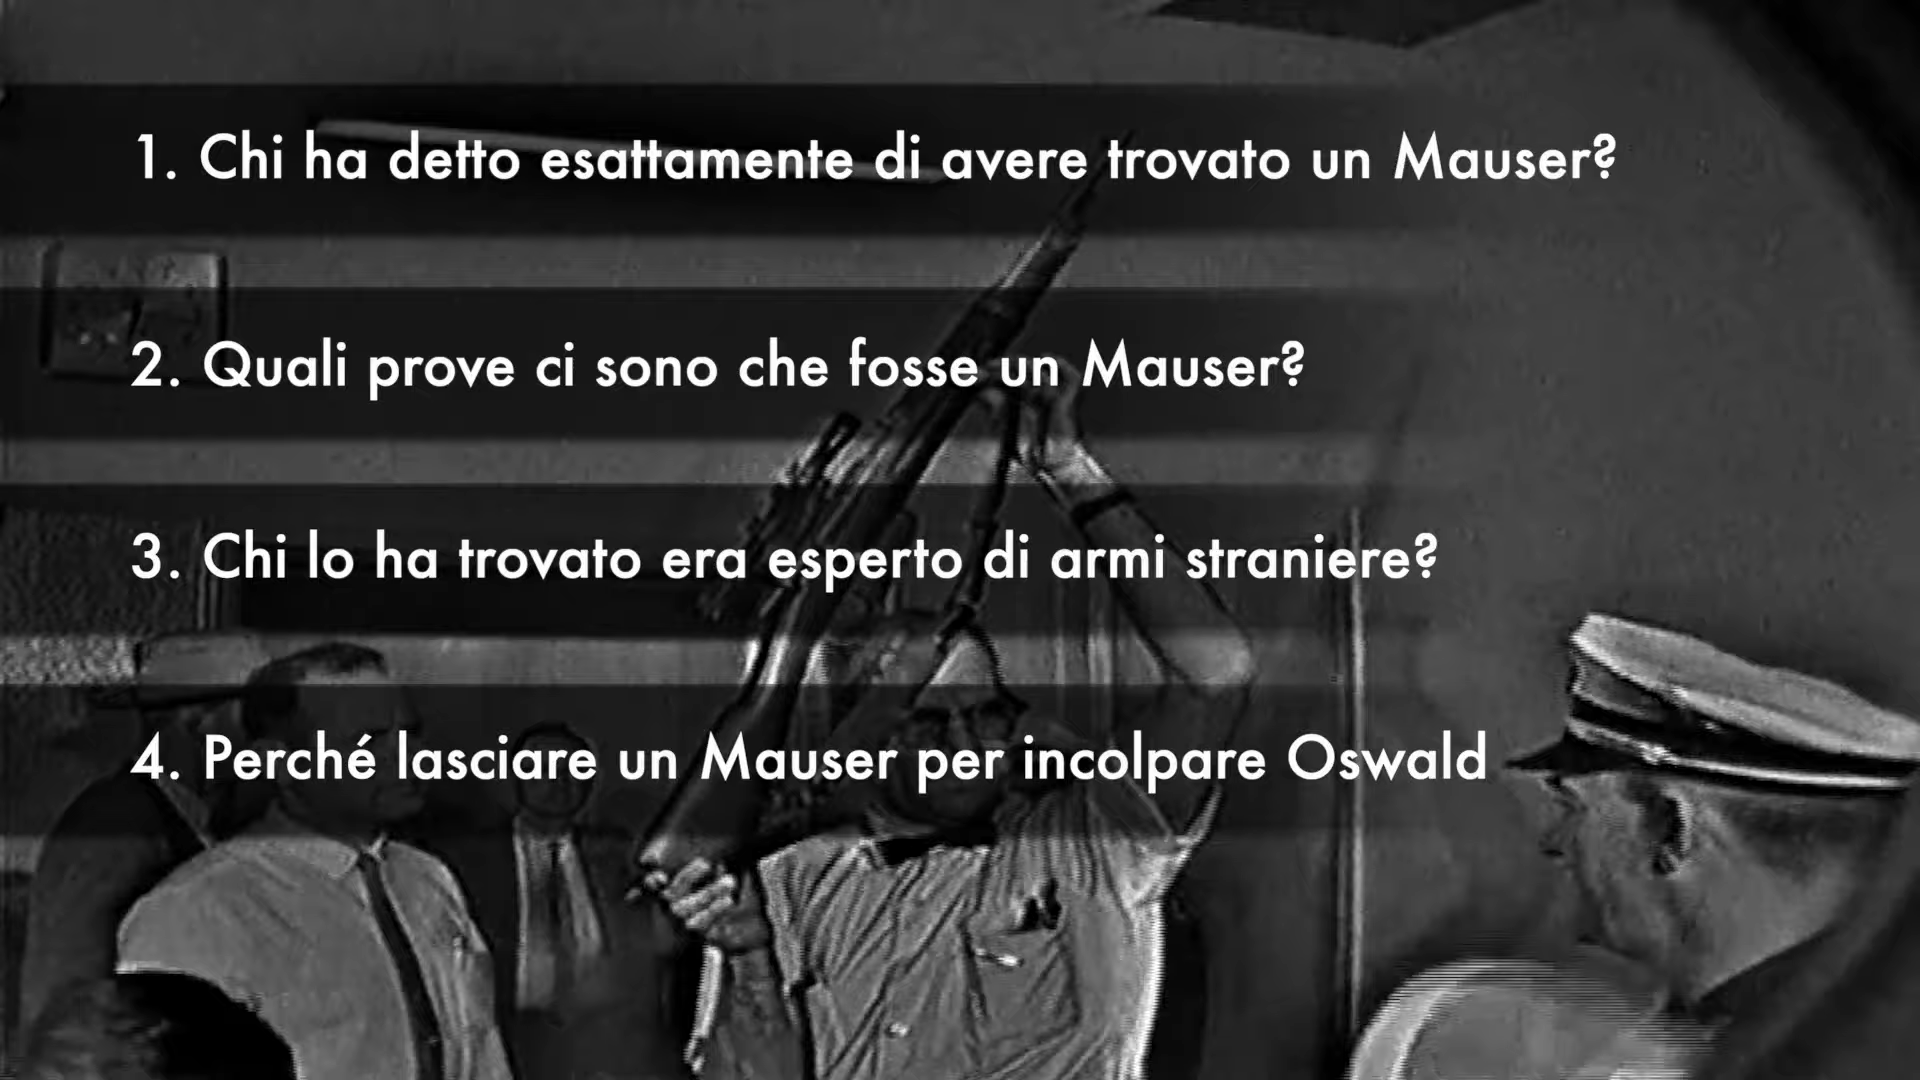 1. Chi ha detto esattamente di avere trovato un Mauser?
2. Quali prove ci sono che fosse un Mauser?
3. Chi lo ha trovato era esperto di armi straniere?
4. Perché lasciare un Mauser per incolpare Oswald